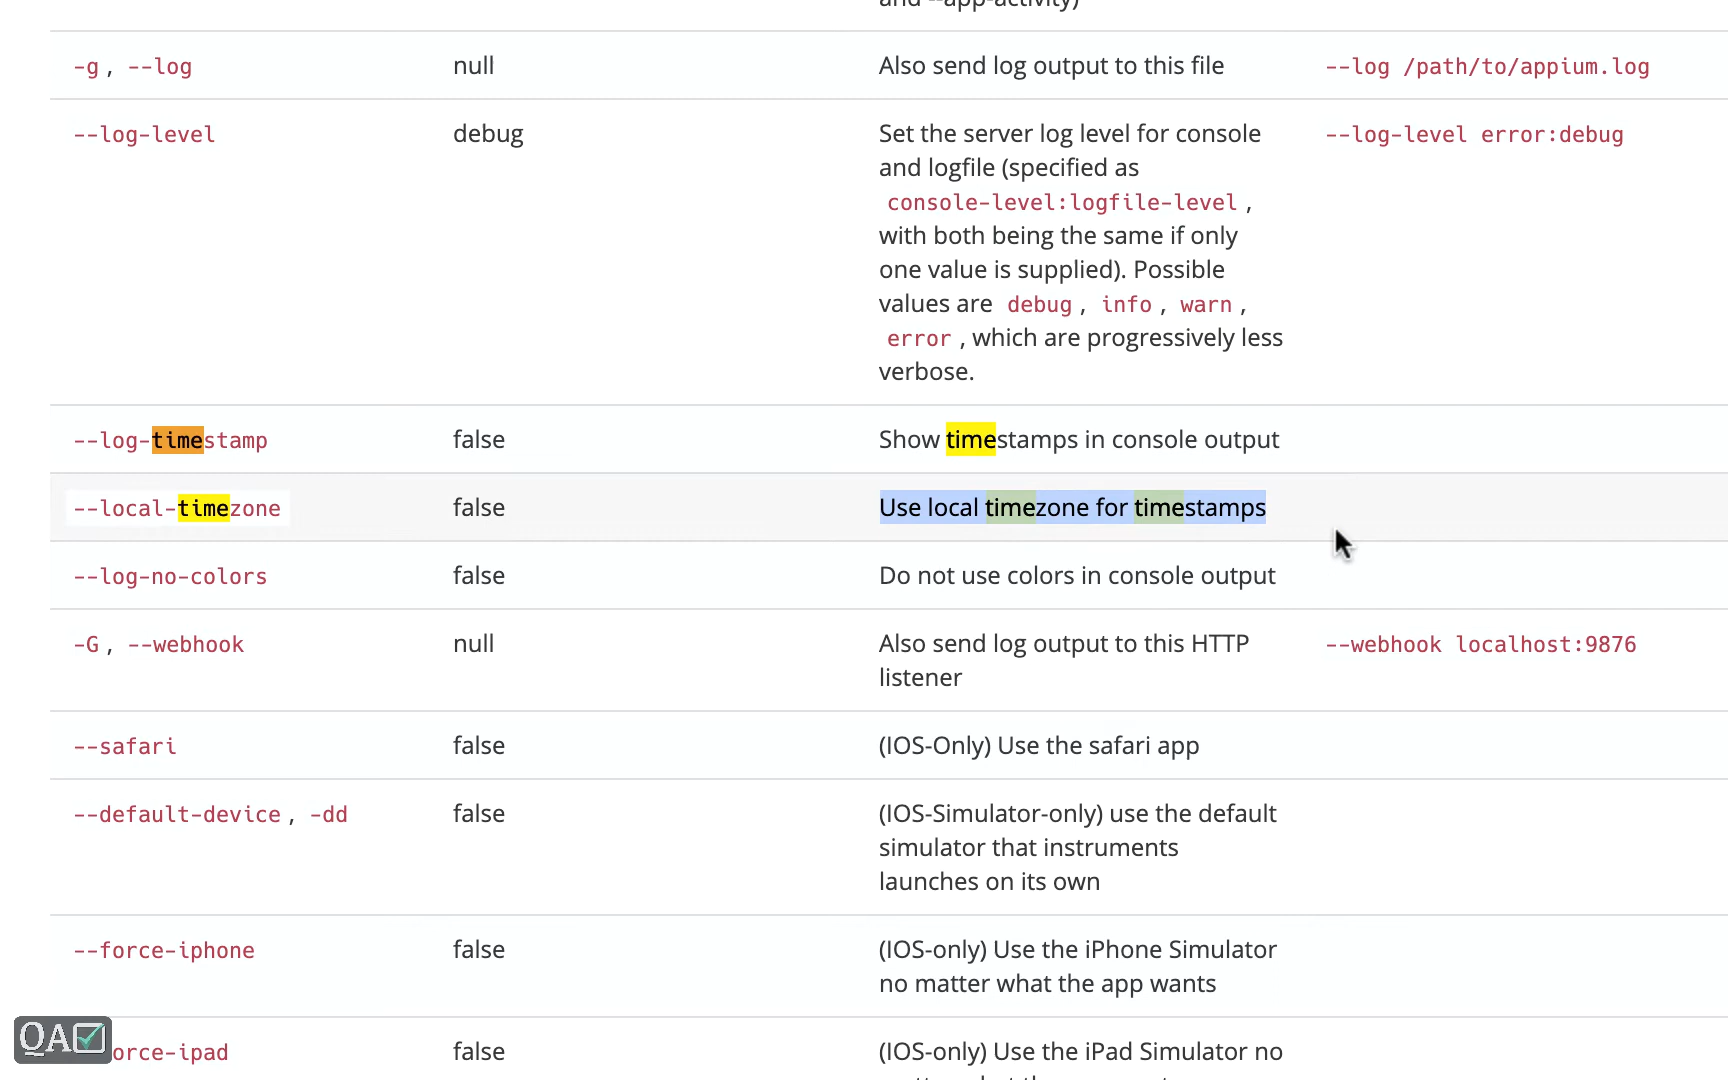 and --app-activity)
-g, --log null Also send log output to this file --log /path/to/appium.log
--log-level debug Set the server log level for console --log-level error:debug
and logfile (specified as
console-level:logfile-level,
with both being the same if only
one value is supplied). Possible
values are debug, info, warn,
error, which are progressively less
verbose.
--log-timestamp false Show timestamps in console output
--local-timezone false Use local timezone for timestamps
--log-no-colors false Do not use colors in console output
-G, --webhook null Also send log output to this HTTP --webhook localhost:9876
listener
--safari false (IOS-Only) Use the safari app
--default-device, -dd false (IOS-Simulator-only) use the default
simulator that instruments
launches on its own
--force-iphone false (IOS-only) Use the iPhone Simulator
no matter what the app wants
QA orce-ipad false (IOS-only) Use the iPad Simulator no